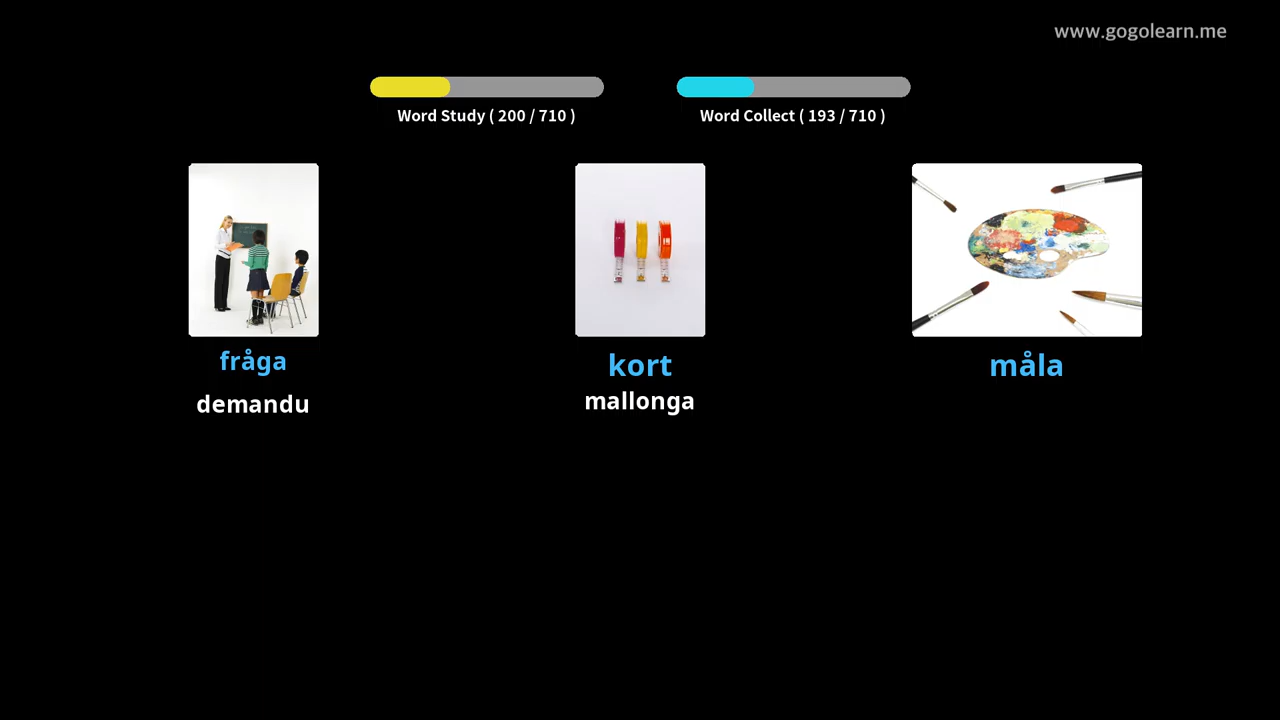 www.gogolearn.me
Word Study ( 200 / 710 )
Word Collect ( 193 / 710 )
fråga
demandu
kort
mallonga
måla